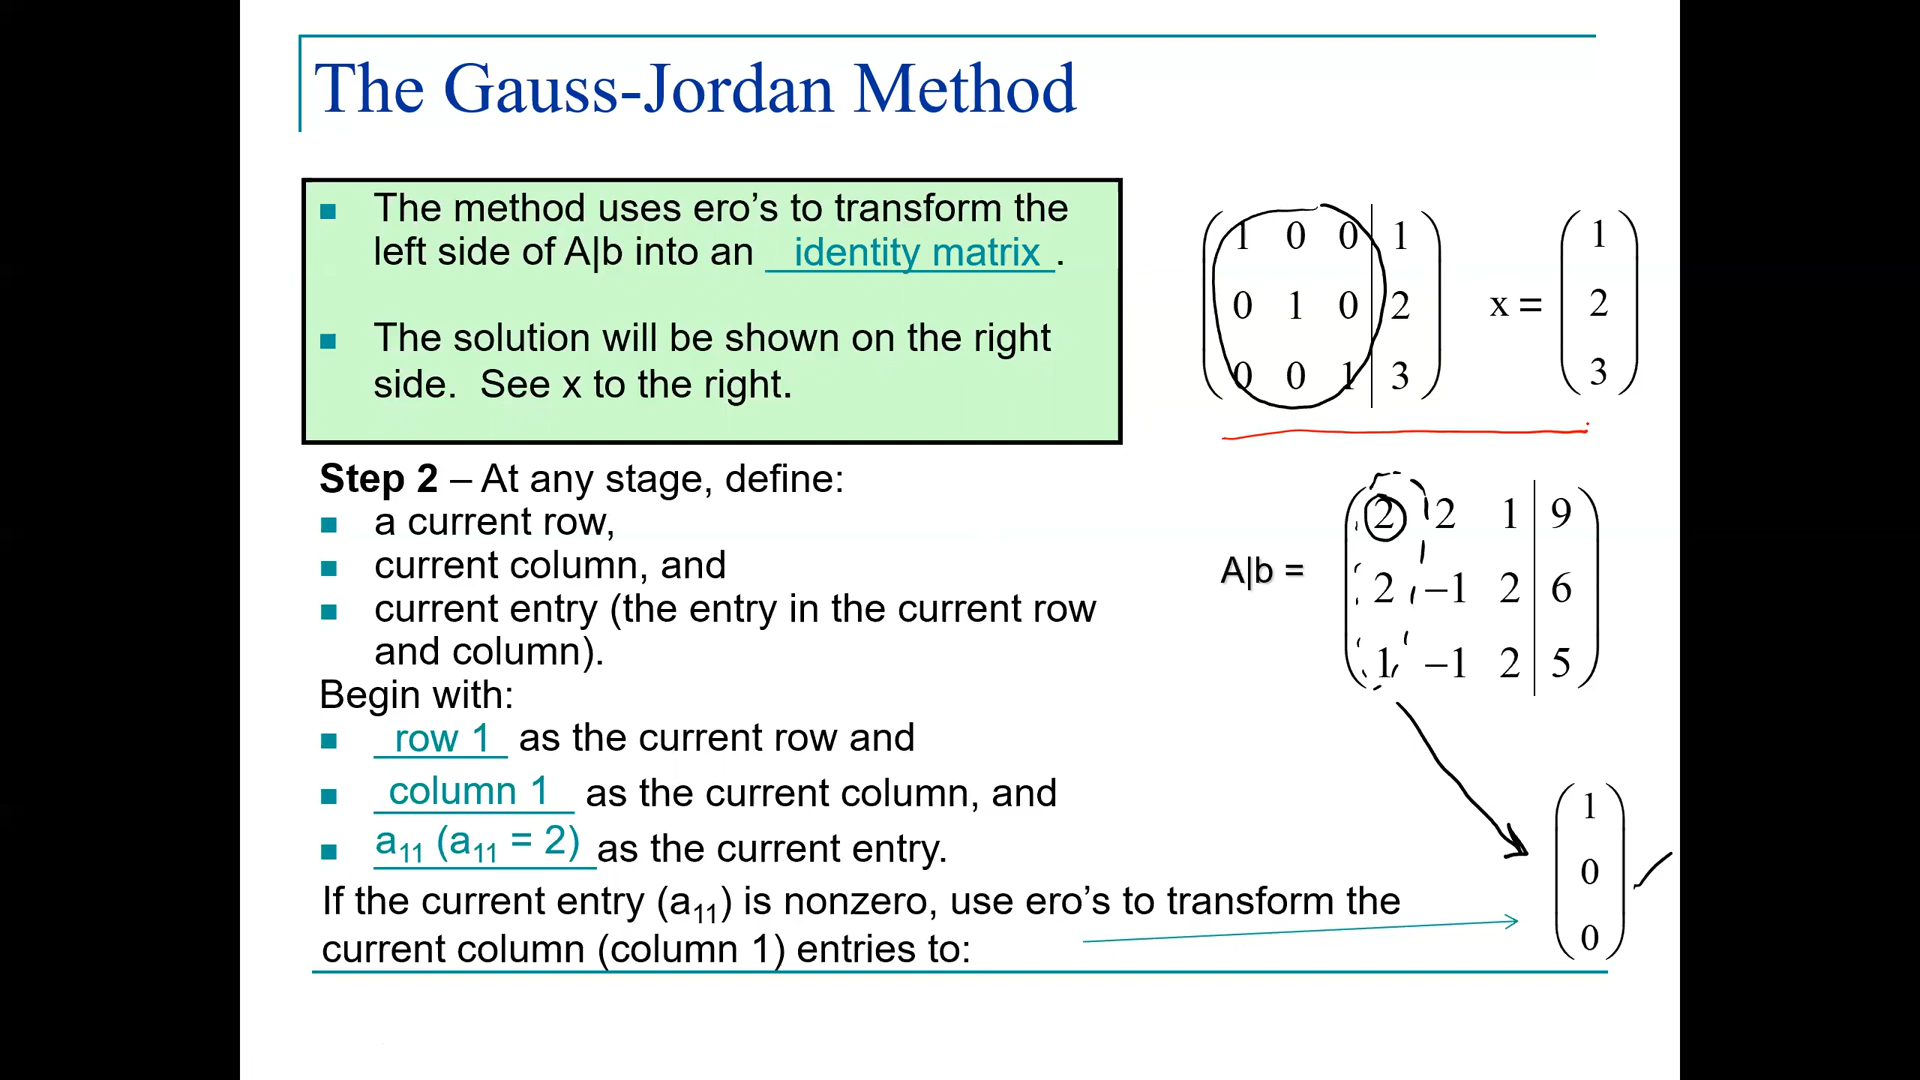 The Gauss-Jordan Method
■ The method uses ero’s to transform the
left side of A|b into an identity matrix.
■ The solution will be shown on the right
side. See x to the right.
1 0 0 | 1
0 1 0 | 2
0 0 1 | 3
x =
1
2
3
Step 2 – At any stage, define:
■ a current row,
■ current column, and
■ current entry (the entry in the current row
and column).
Begin with:
■ row 1 as the current row and
■ column 1 as the current column, and
■ a₁₁ (a₁₁ = 2) as the current entry.
If the current entry (a₁₁) is nonzero, use ero’s to transform the
current column (column 1) entries to:
A|b =
2 2 1 | 9
2 −1 2 | 6
1 −1 2 | 5
1
0
0